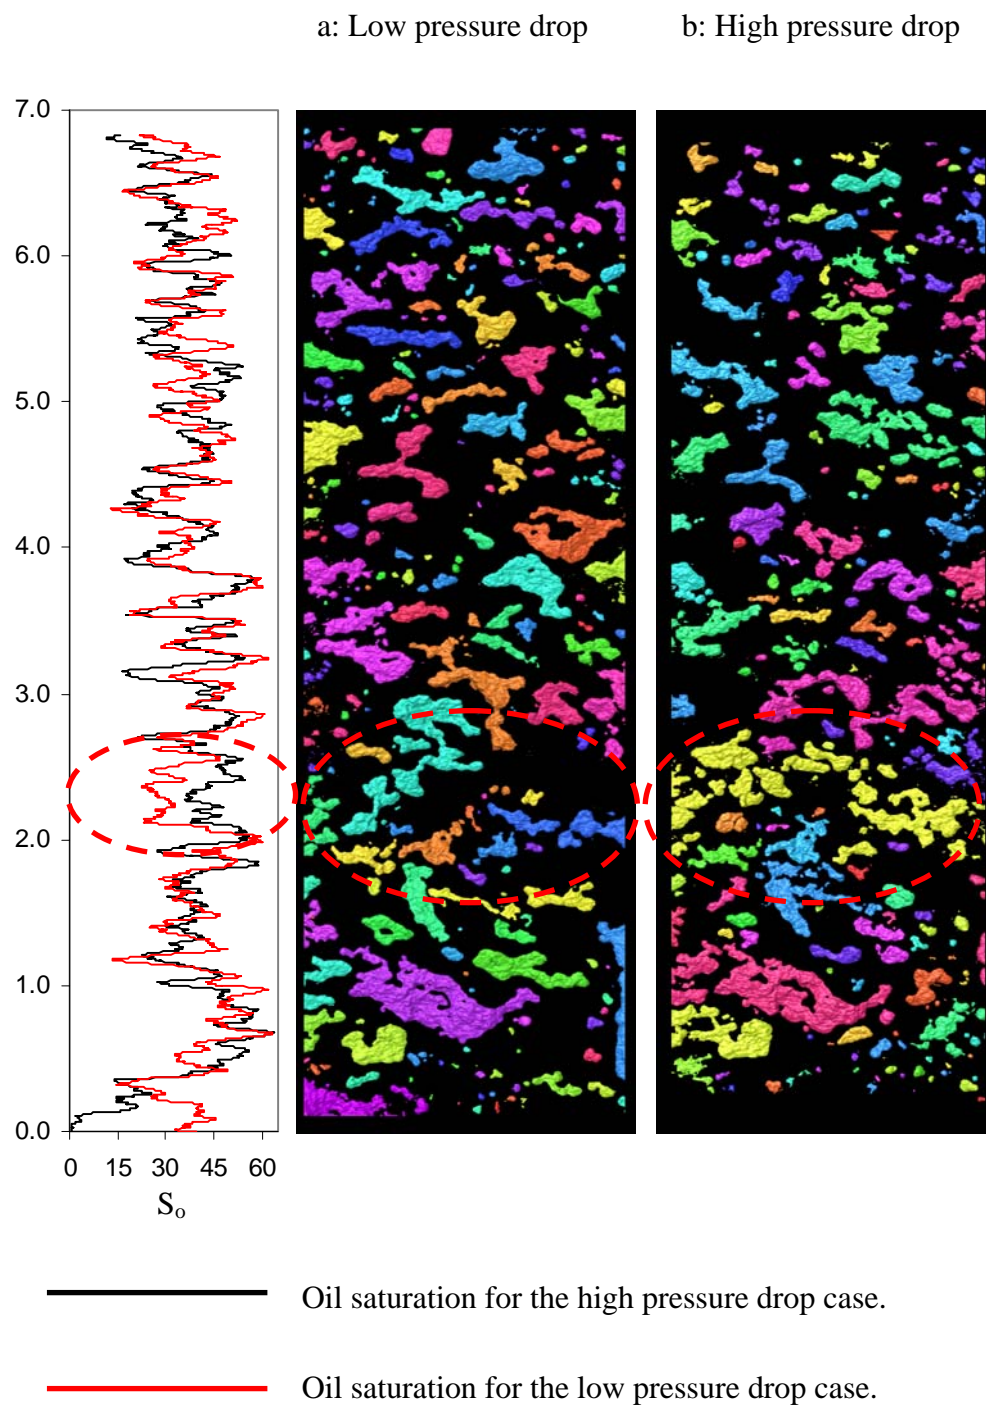 a: Low pressure drop
b: High pressure drop
7.0
6.0
5.0
4.0
3.0
2.0
1.0
0.0
0 15 30 45 60
So
Oil saturation for the high pressure drop case.
Oil saturation for the low pressure drop case.